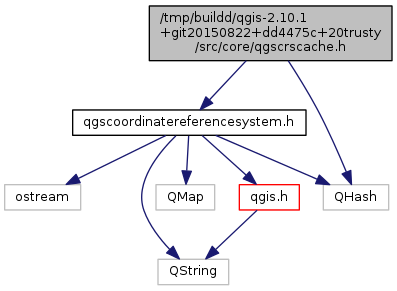 /tmp/buildd/qgis-2.10.1
+git20150822+dd4475c+20trusty
/src/core/qgscrscache.h
qgscoordinatereferencesystem.h
ostream
QMap
qgis.h
QHash
QString